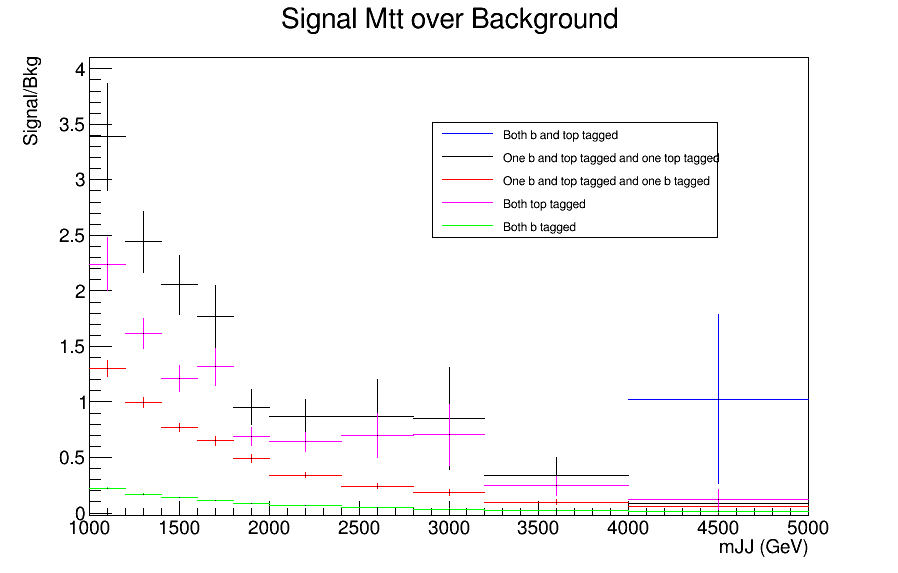 Signal Mtt over Background
Signal/Bkg
4
3.5
3
2.5
2
1.5
1
0.5
0
Both b and top tagged
One b and top tagged and one top tagged
One b and top tagged and one b tagged
Both top tagged
Both b tagged
1000 1500 2000 2500 3000 3500 4000 4500 5000
mJJ (GeV)